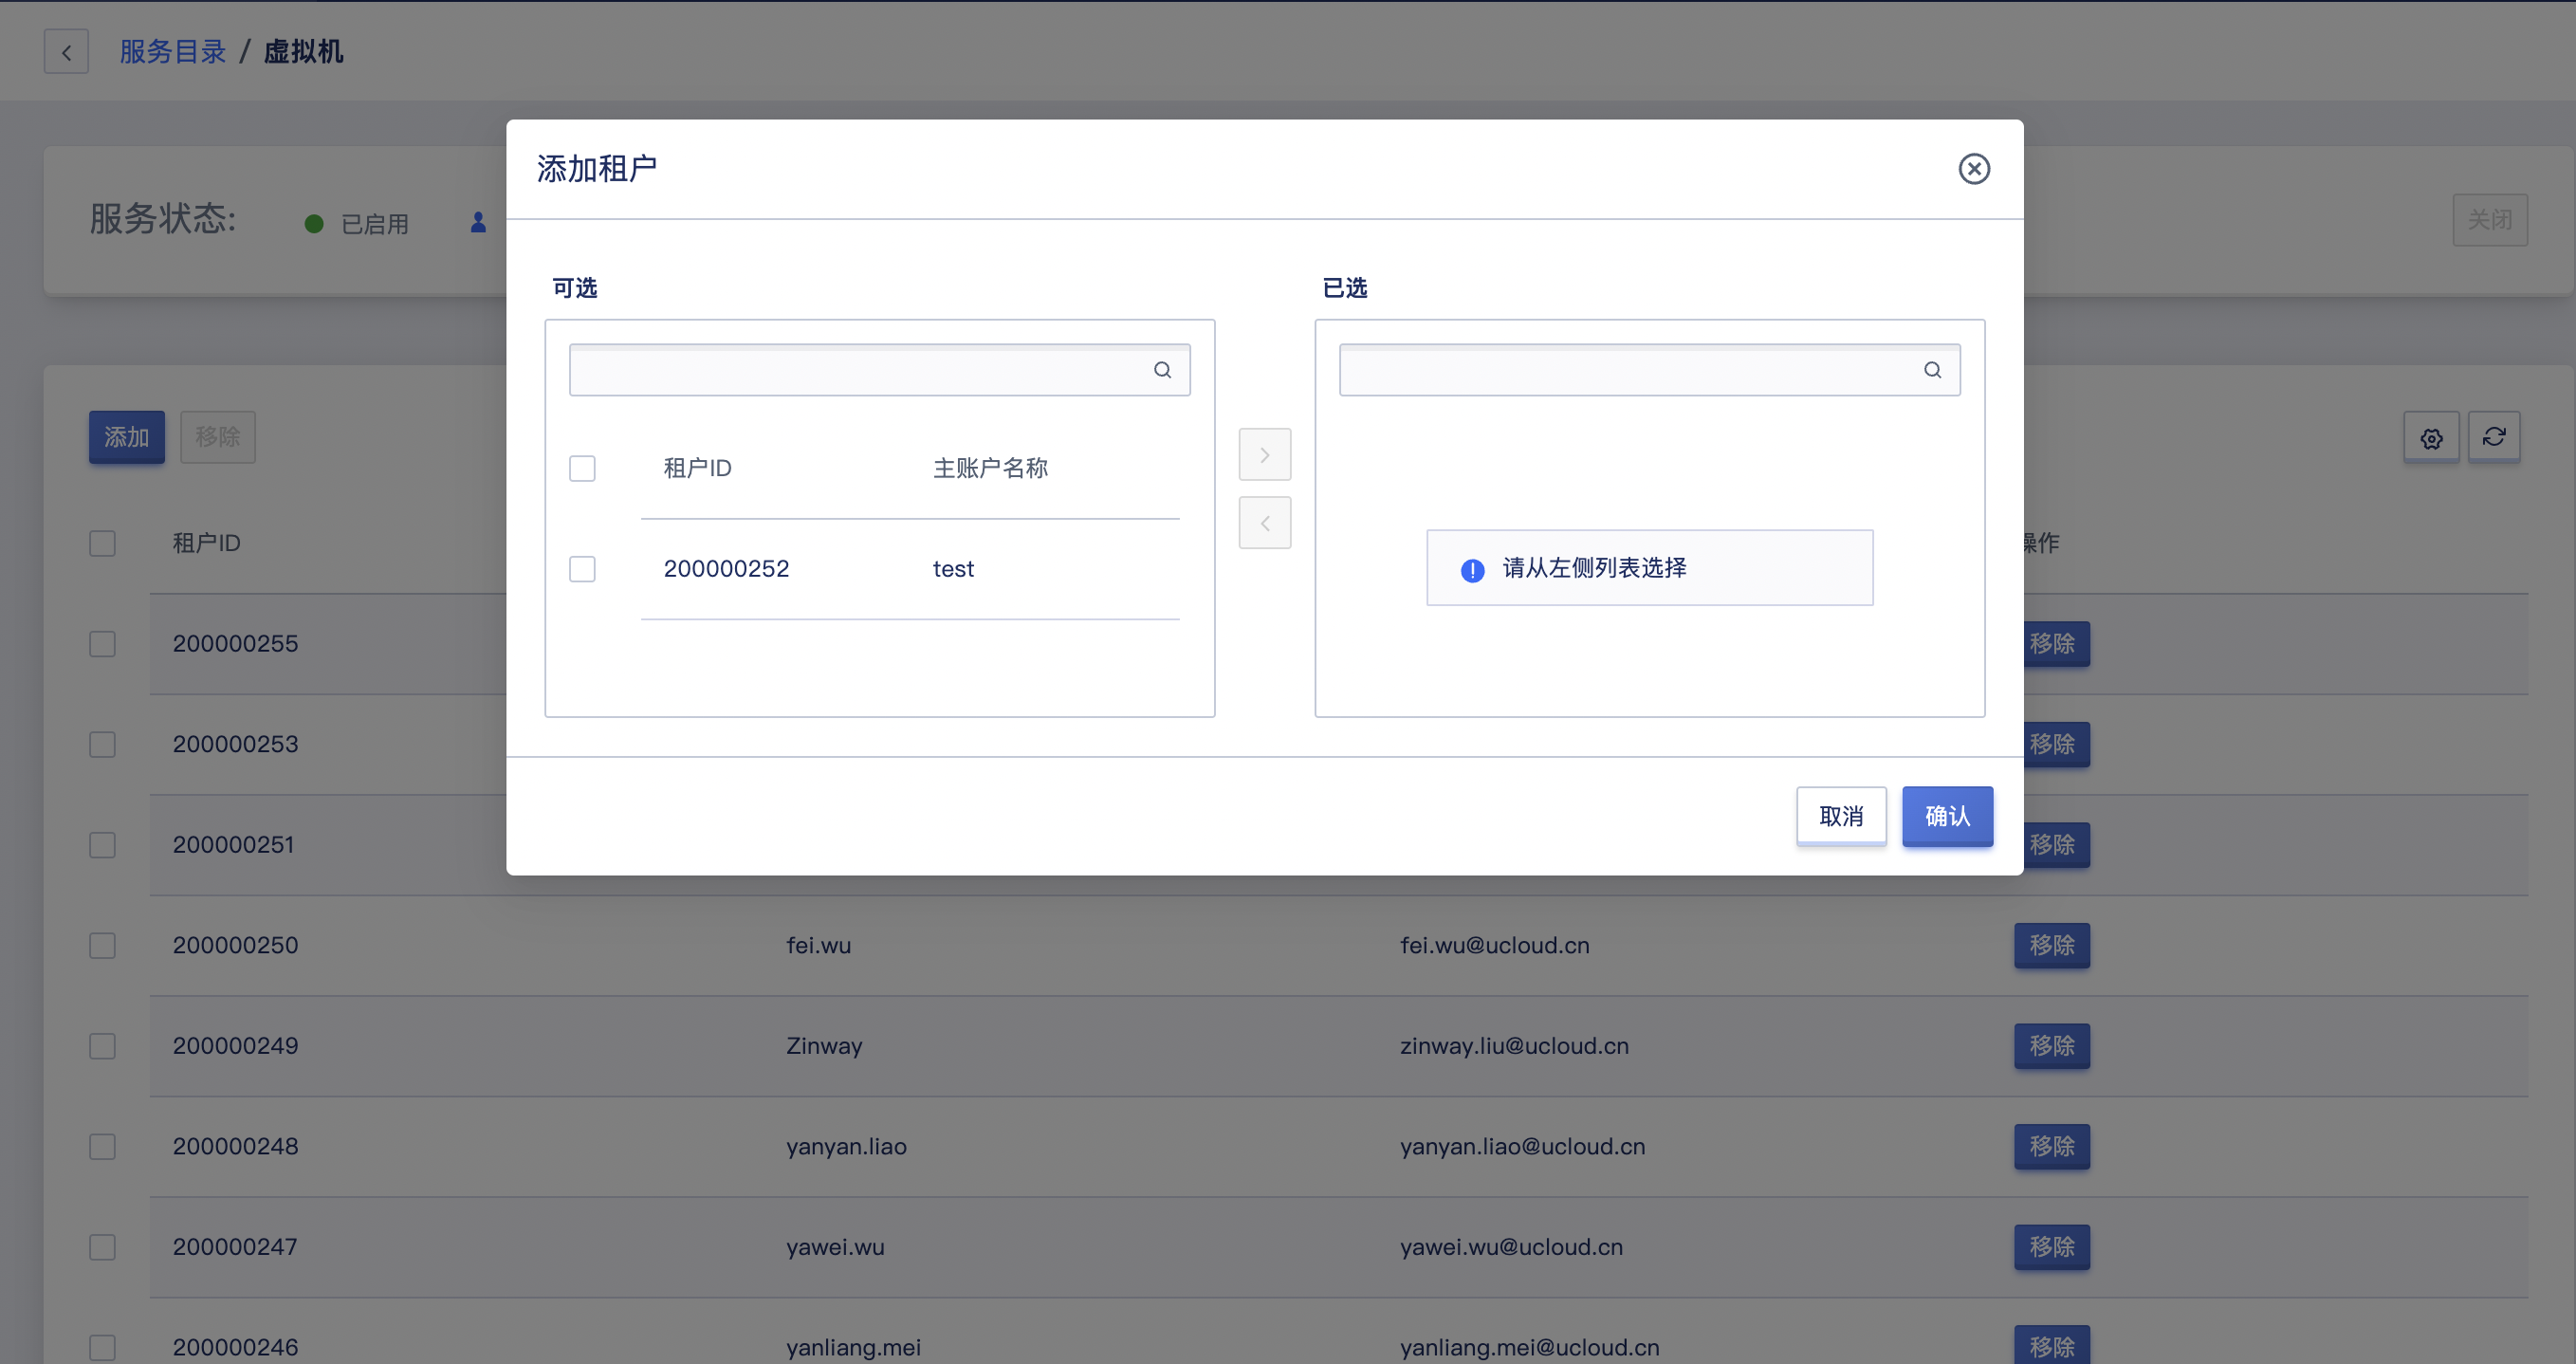 服务目录 / 虚拟机
服务状态: 已启用
关闭
添加 移除
租户ID 操作
200000255 移除
200000253 移除
200000251 移除
200000250 fei.wu fei.wu@ucloud.cn 移除
200000249 Zinway zinway.liu@ucloud.cn 移除
200000248 yanyan.liao yanyan.liao@ucloud.cn 移除
200000247 yawei.wu yawei.wu@ucloud.cn 移除
200000246 yanliang.mei yanliang.mei@ucloud.cn 移除
添加租户
可选
租户ID 主账户名称
200000252 test
已选
请从左侧列表选择
取消 确认